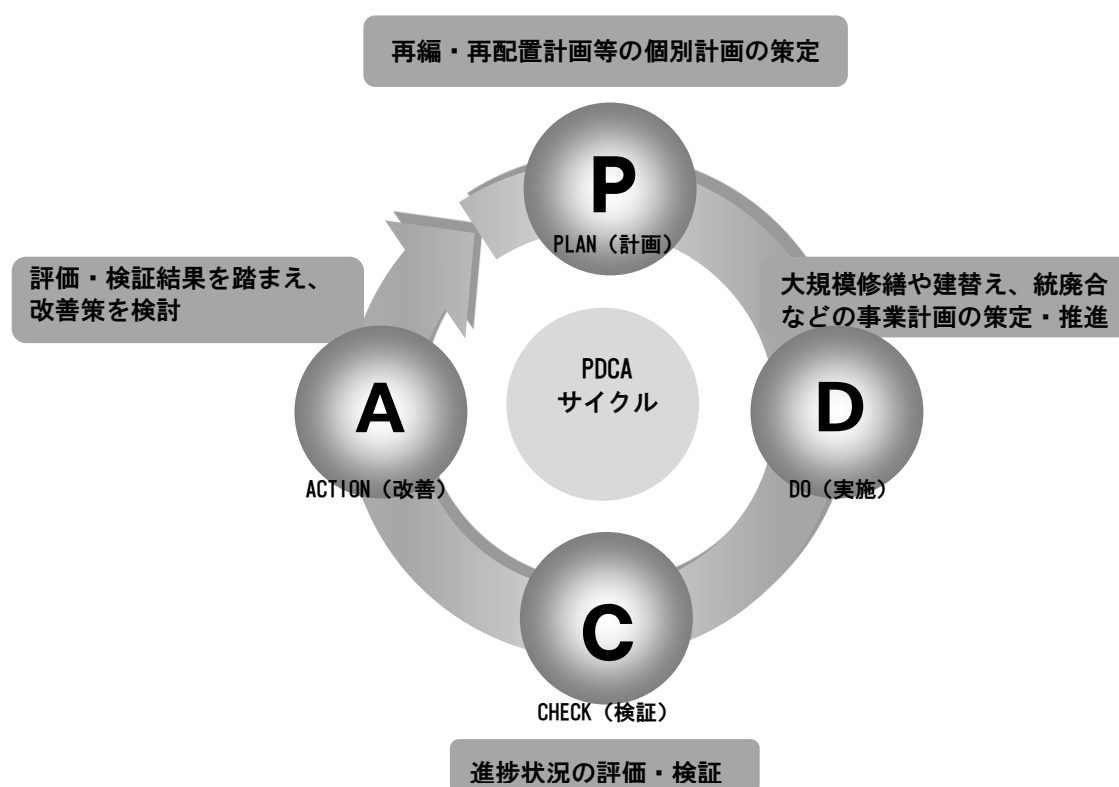 再編・再配置計画等の個別計画の策定
P
PLAN（計画）
評価・検証結果を踏まえ、
改善策を検討
大規模修繕や建替え、統廃合
などの事業計画の策定・推進
PDCA
サイクル
A
ACTION（改善）
D
DO（実施）
C
CHECK（検証）
進捗状況の評価・検証